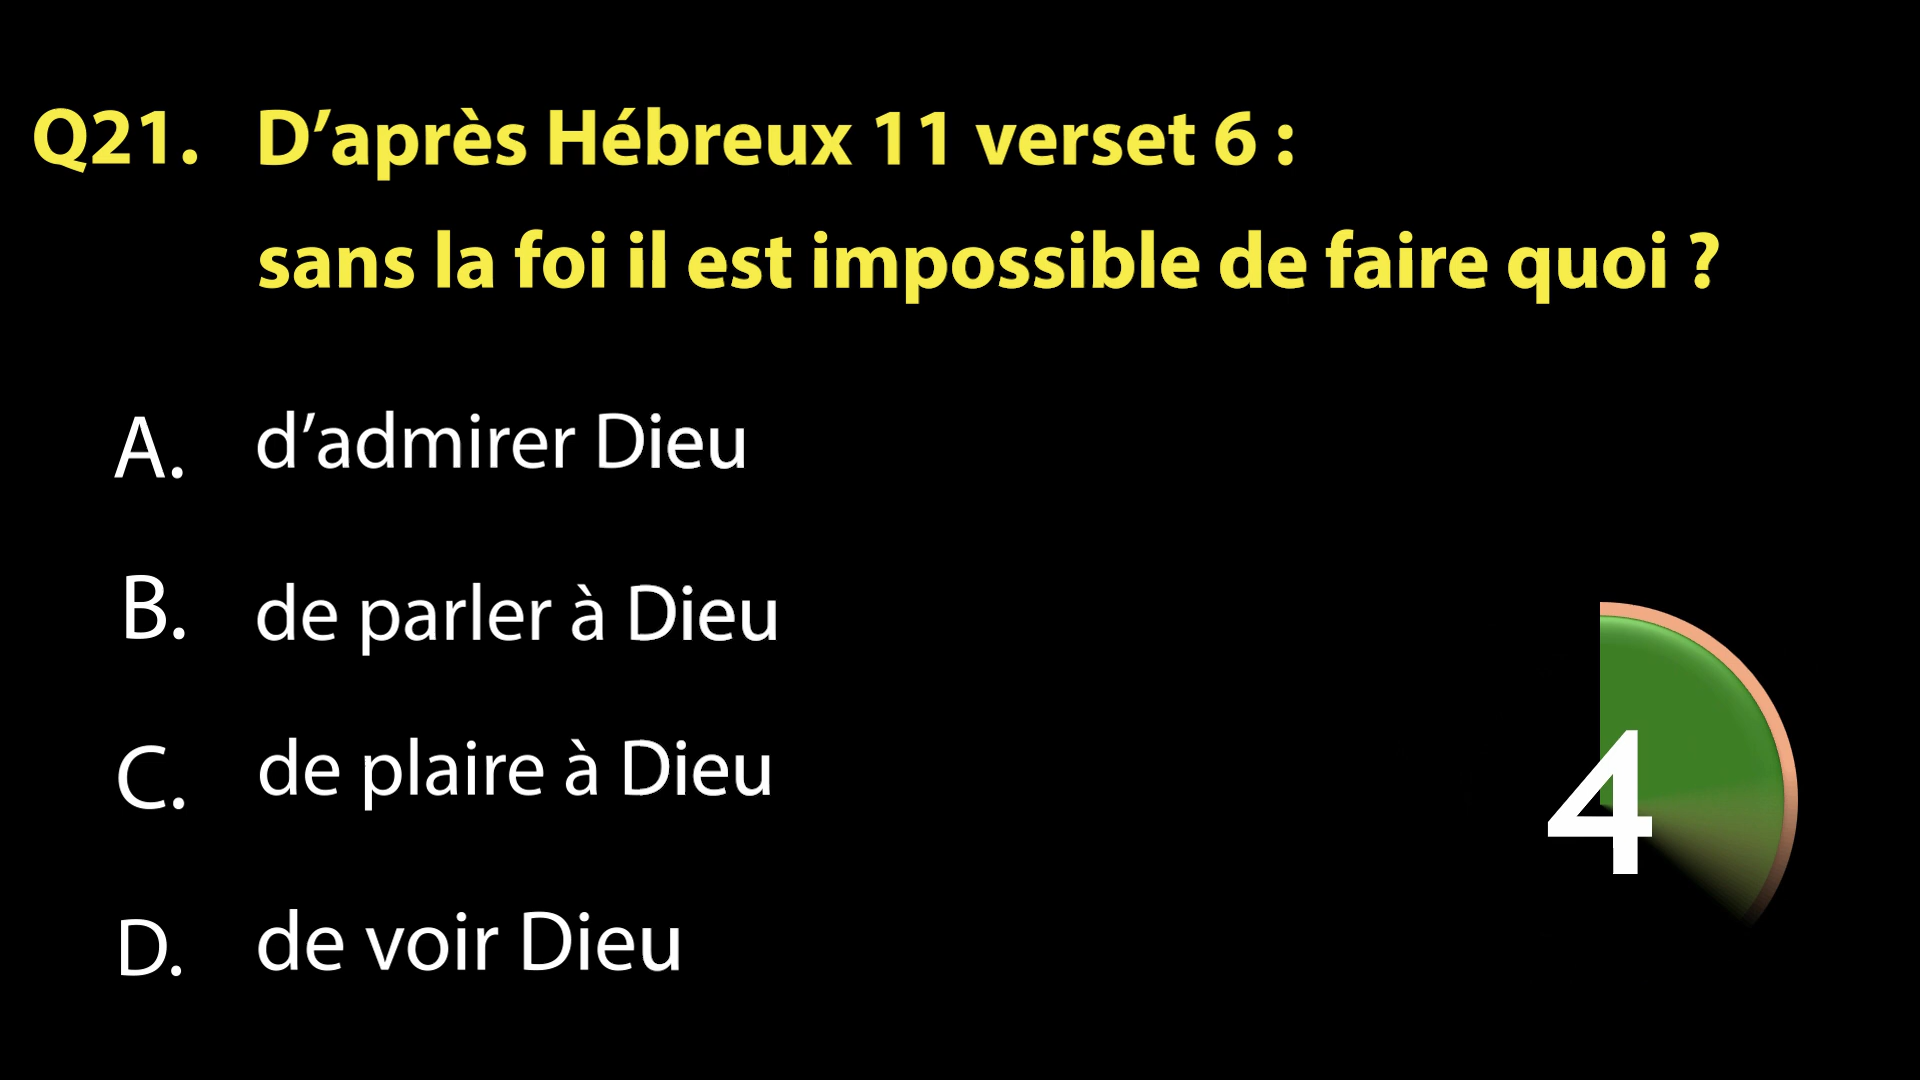 Q21. D’après Hébreux 11 verset 6 :
sans la foi il est impossible de faire quoi ?
A. d’admirer Dieu
B. de parler à Dieu
C. de plaire à Dieu
D. de voir Dieu
4